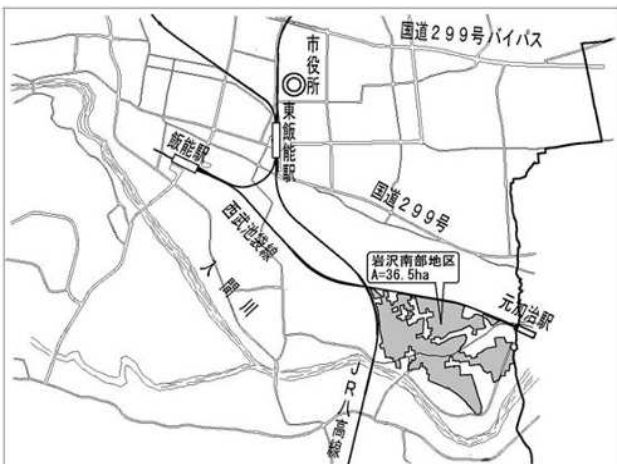 国道299号バイパス
市役所
東飯能駅
飯能駅
国道299号
西武池袋線
入間川
岩沢南部地区
A=36.5ha
元加治駅
JR八高線